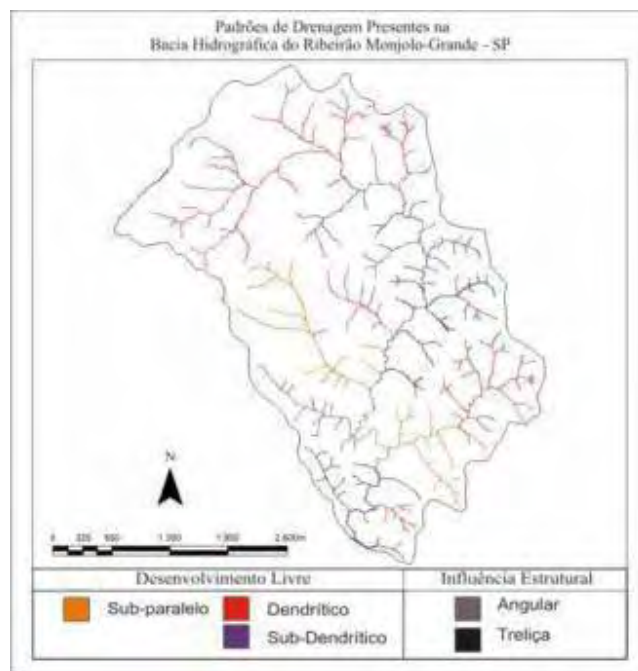 Padrões de Drenagem Presentes na
Bacia Hidrográfica do Ribeirão Monjolo-Grande - SP
N
Desenvolvimento Livre
Influência Estrutural
Sub-paralelo
Dendrítico
Sub-Dendrítico
Angular
Treliça